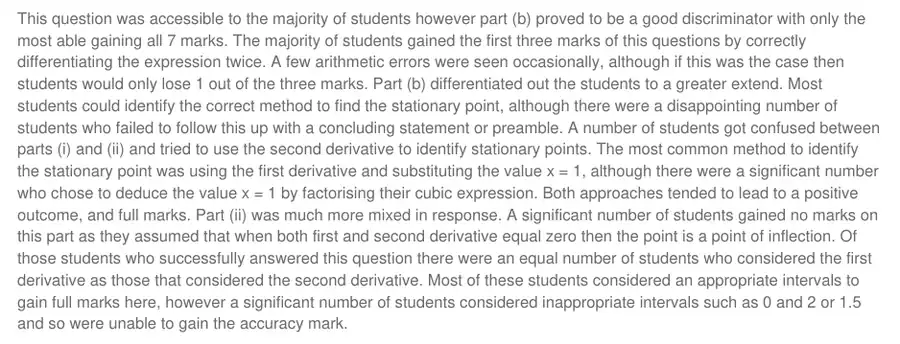 This question was accessible to the majority of students however part (b) proved to be a good discriminator with only the
most able gaining all 7 marks. The majority of students gained the first three marks of this questions by correctly
differentiating the expression twice. A few arithmetic errors were seen occasionally, although if this was the case then
students would only lose 1 out of the three marks. Part (b) differentiated out the students to a greater extend. Most
students could identify the correct method to find the stationary point, although there were a disappointing number of
students who failed to follow this up with a concluding statement or preamble. A number of students got confused between
parts (i) and (ii) and tried to use the second derivative to identify stationary points. The most common method to identify
the stationary point was using the first derivative and substituting the value x = 1, although there were a significant number
who chose to deduce the value x = 1 by factorising their cubic expression. Both approaches tended to lead to a positive
outcome, and full marks. Part (ii) was much more mixed in response. A significant number of students gained no marks on
this part as they assumed that when both first and second derivative equal zero then the point is a point of inflection. Of
those students who successfully answered this question there were an equal number of students who considered the first
derivative as those that considered the second derivative. Most of these students considered an appropriate intervals to
gain full marks here, however a significant number of students considered inappropriate intervals such as 0 and 2 or 1.5
and so were unable to gain the accuracy mark.